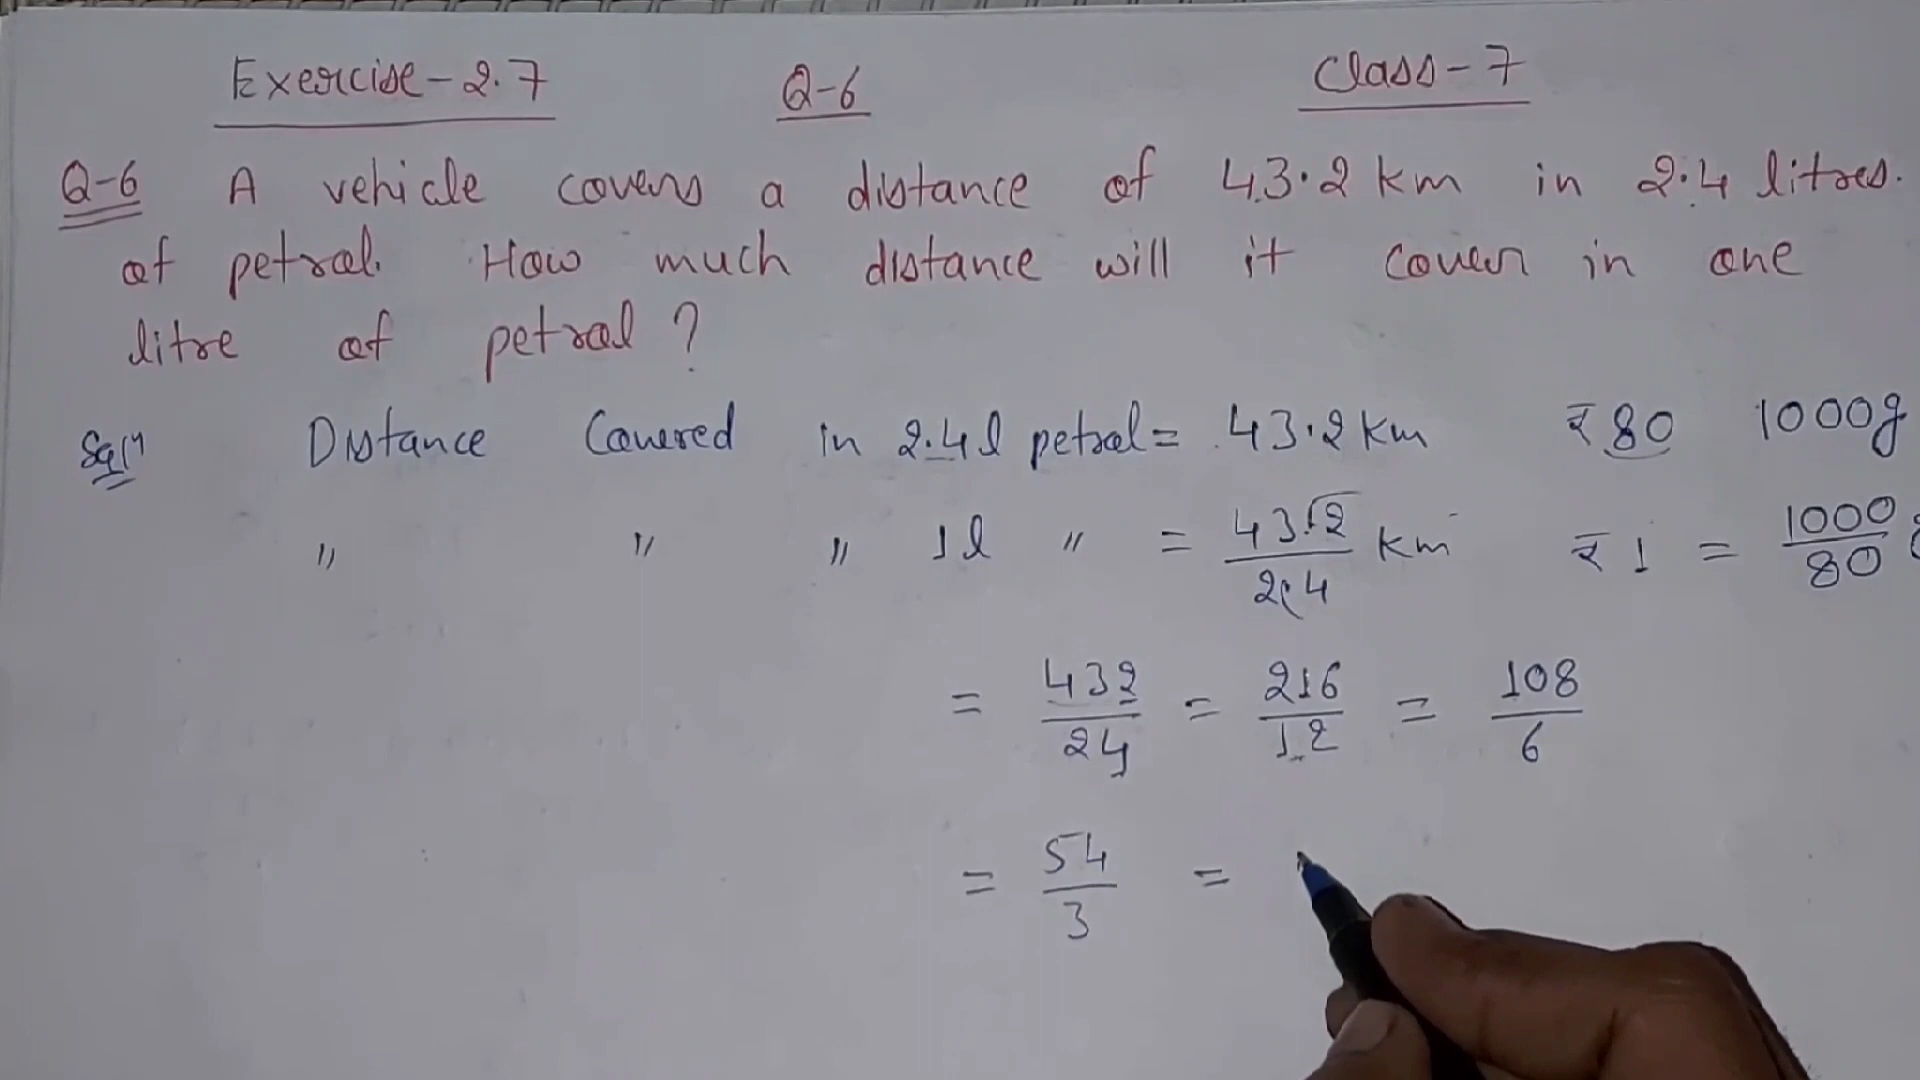 Exercise-2.7 Q-6 Class-7
Q-6 A vehicle covers a distance of 43.2 km in 2.4 litres.
of petrol. How much distance will it cover in one
litre of petrol?
Sol^n Distance Covered in 2.4 l petrol = 43.2 km ₹80 1000g
" " " 1 l " = 43.2/2.4 km ₹1 = 1000/80
= 432/24 = 216/12 = 108/6
= 54/3 =